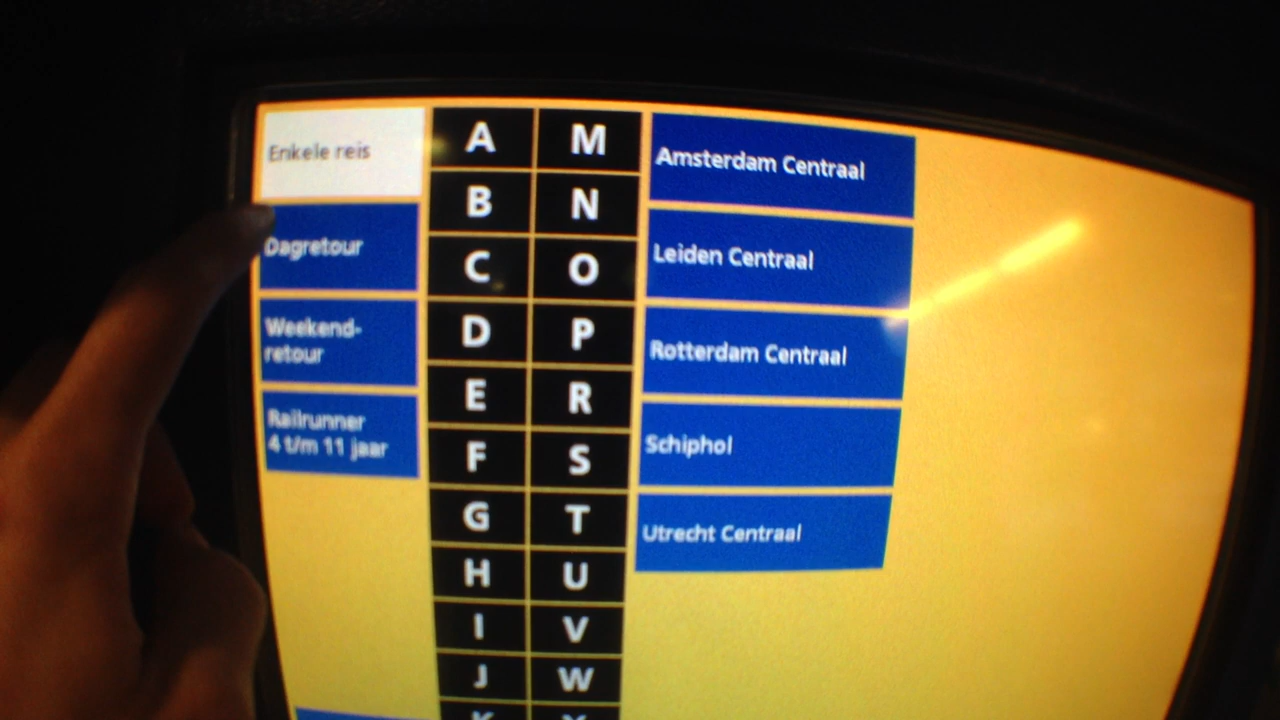 Enkele reis
Dagretour
Weekend-
retour
Railrunner
4 t/m 11 jaar
A
B
C
D
E
F
G
H
I
J
K
M
N
O
P
R
S
T
U
V
W
Amsterdam Centraal
Leiden Centraal
Rotterdam Centraal
Schiphol
Utrecht Centraal